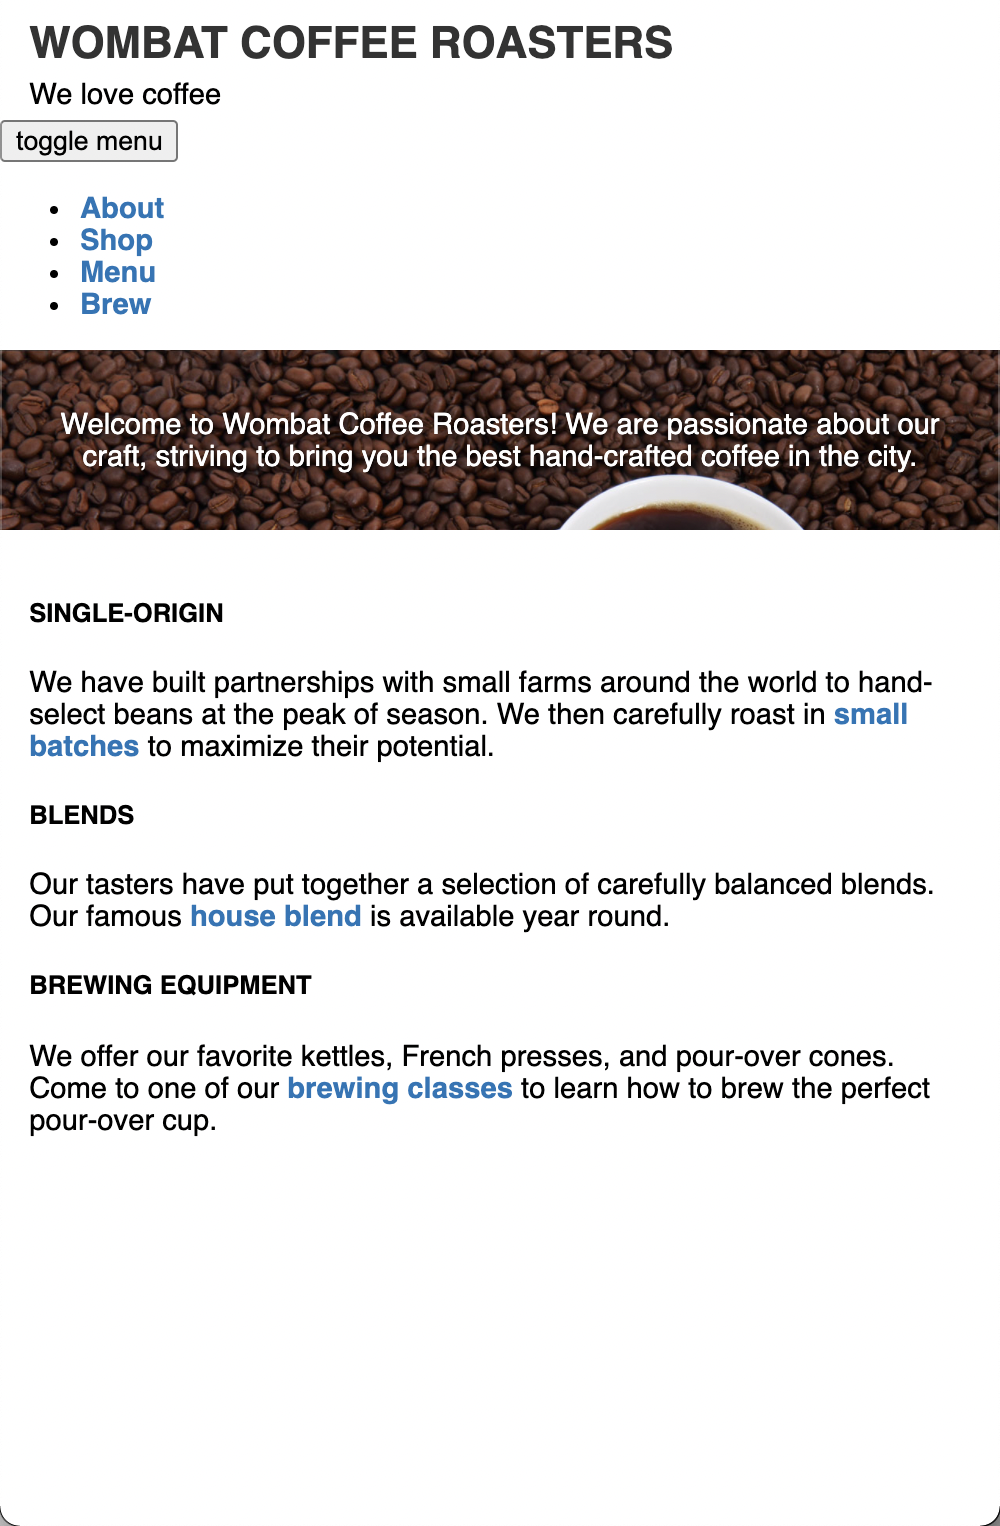 WOMBAT COFFEE ROASTERS
We love coffee
toggle menu
About
Shop
Menu
Brew
Welcome to Wombat Coffee Roasters! We are passionate about our
craft, striving to bring you the best hand-crafted coffee in the city.
SINGLE-ORIGIN
We have built partnerships with small farms around the world to hand-
select beans at the peak of season. We then carefully roast in small
batches to maximize their potential.
BLENDS
Our tasters have put together a selection of carefully balanced blends.
Our famous house blend is available year round.
BREWING EQUIPMENT
We offer our favorite kettles, French presses, and pour-over cones.
Come to one of our brewing classes to learn how to brew the perfect
pour-over cup.